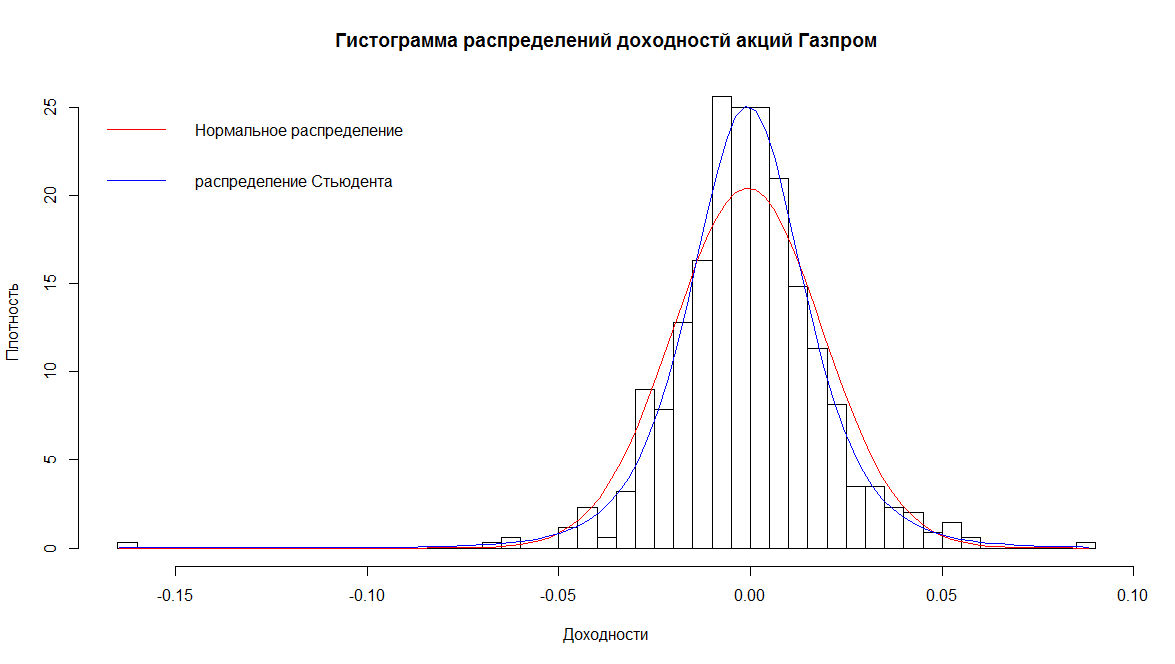 Гистограмма распределений доходностй акций Газпром
Нормальное распределение
распределение Стьюдента
Плотность
25
20
15
10
5
0
-0.15 -0.10 -0.05 0.00 0.05 0.10
Доходности